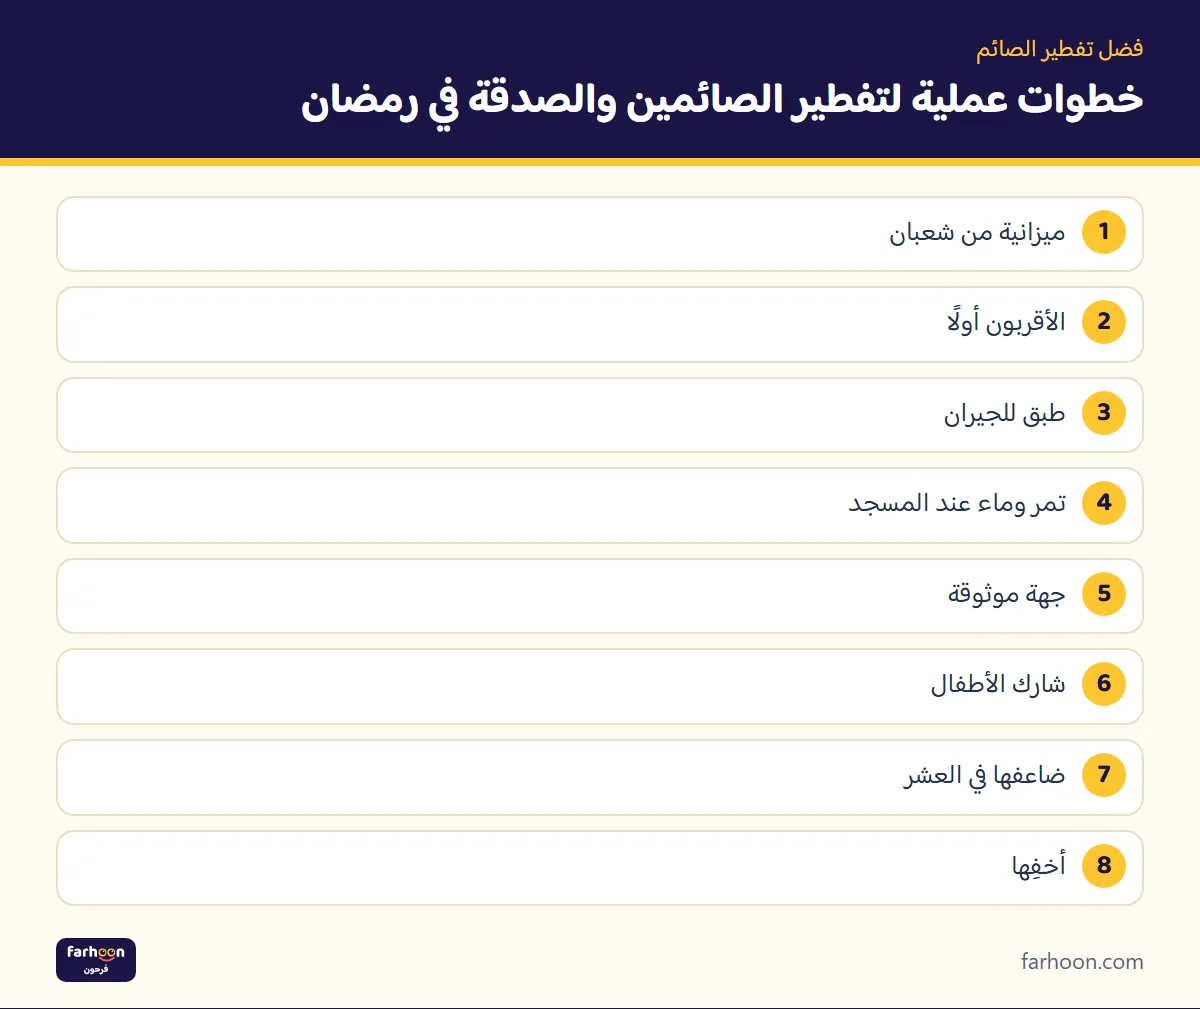 فضل تفطير الصائم
خطوات عملية لتفطير الصائمين والصدقة في رمضان
1 ميزانية من شعبان
2 الأقربون أولًا
3 طبق للجيران
4 تمر وماء عند المسجد
5 جهة موثوقة
6 شارك الأطفال
7 ضاعفها في العشر
8 أخفِها
farhoon.com
farhoon
فرحون